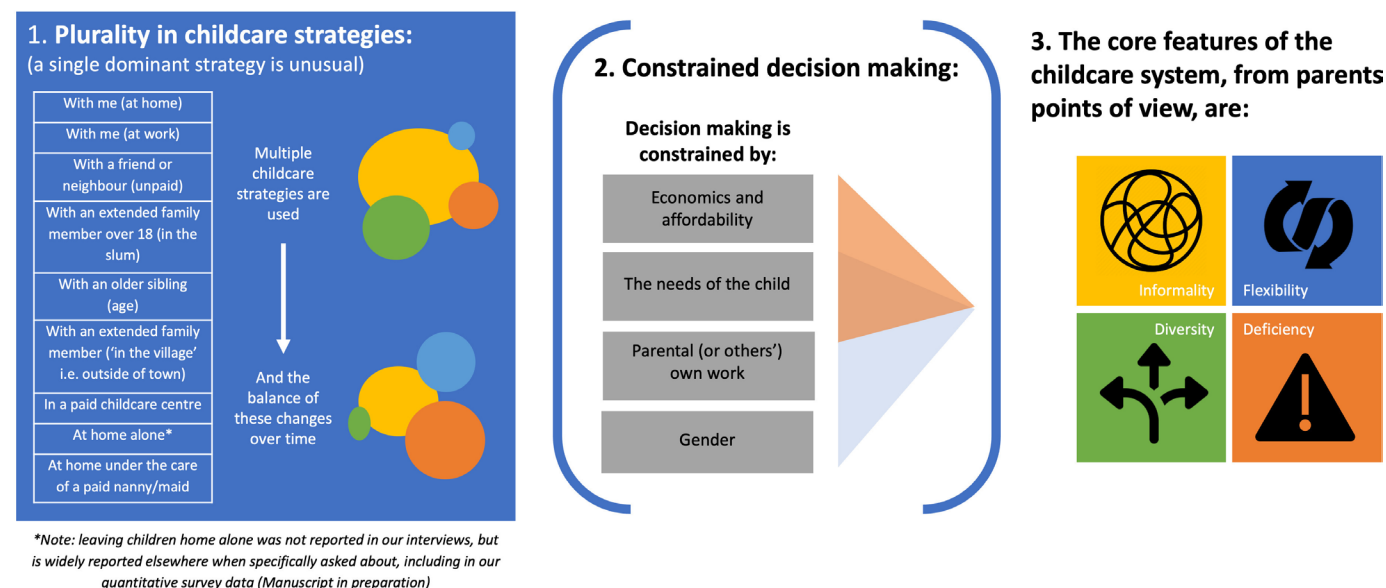 1. Plurality in childcare strategies:
(a single dominant strategy is unusual)
With me (at home)
With me (at work)
With a friend or
neighbour (unpaid)
With an extended family
member over 18 (in the
slum)
With an older sibling
(age)
With an extended family
member (‘in the village’
i.e. outside of town)
In a paid childcare centre
At home alone*
At home under the care
of a paid nanny/maid
Multiple
childcare
strategies are
used
And the
balance of
these changes
over time
*Note: leaving children home alone was not reported in our interviews, but
is widely reported elsewhere when specifically asked about, including in our
quantitative survey data (Manuscript in preparation)
2. Constrained decision making:
Decision making is
constrained by:
Economics and
affordability
The needs of the child
Parental (or others’)
own work
Gender
3. The core features of the
childcare system, from parents
points of view, are:
Informality
Flexibility
Diversity
Deficiency